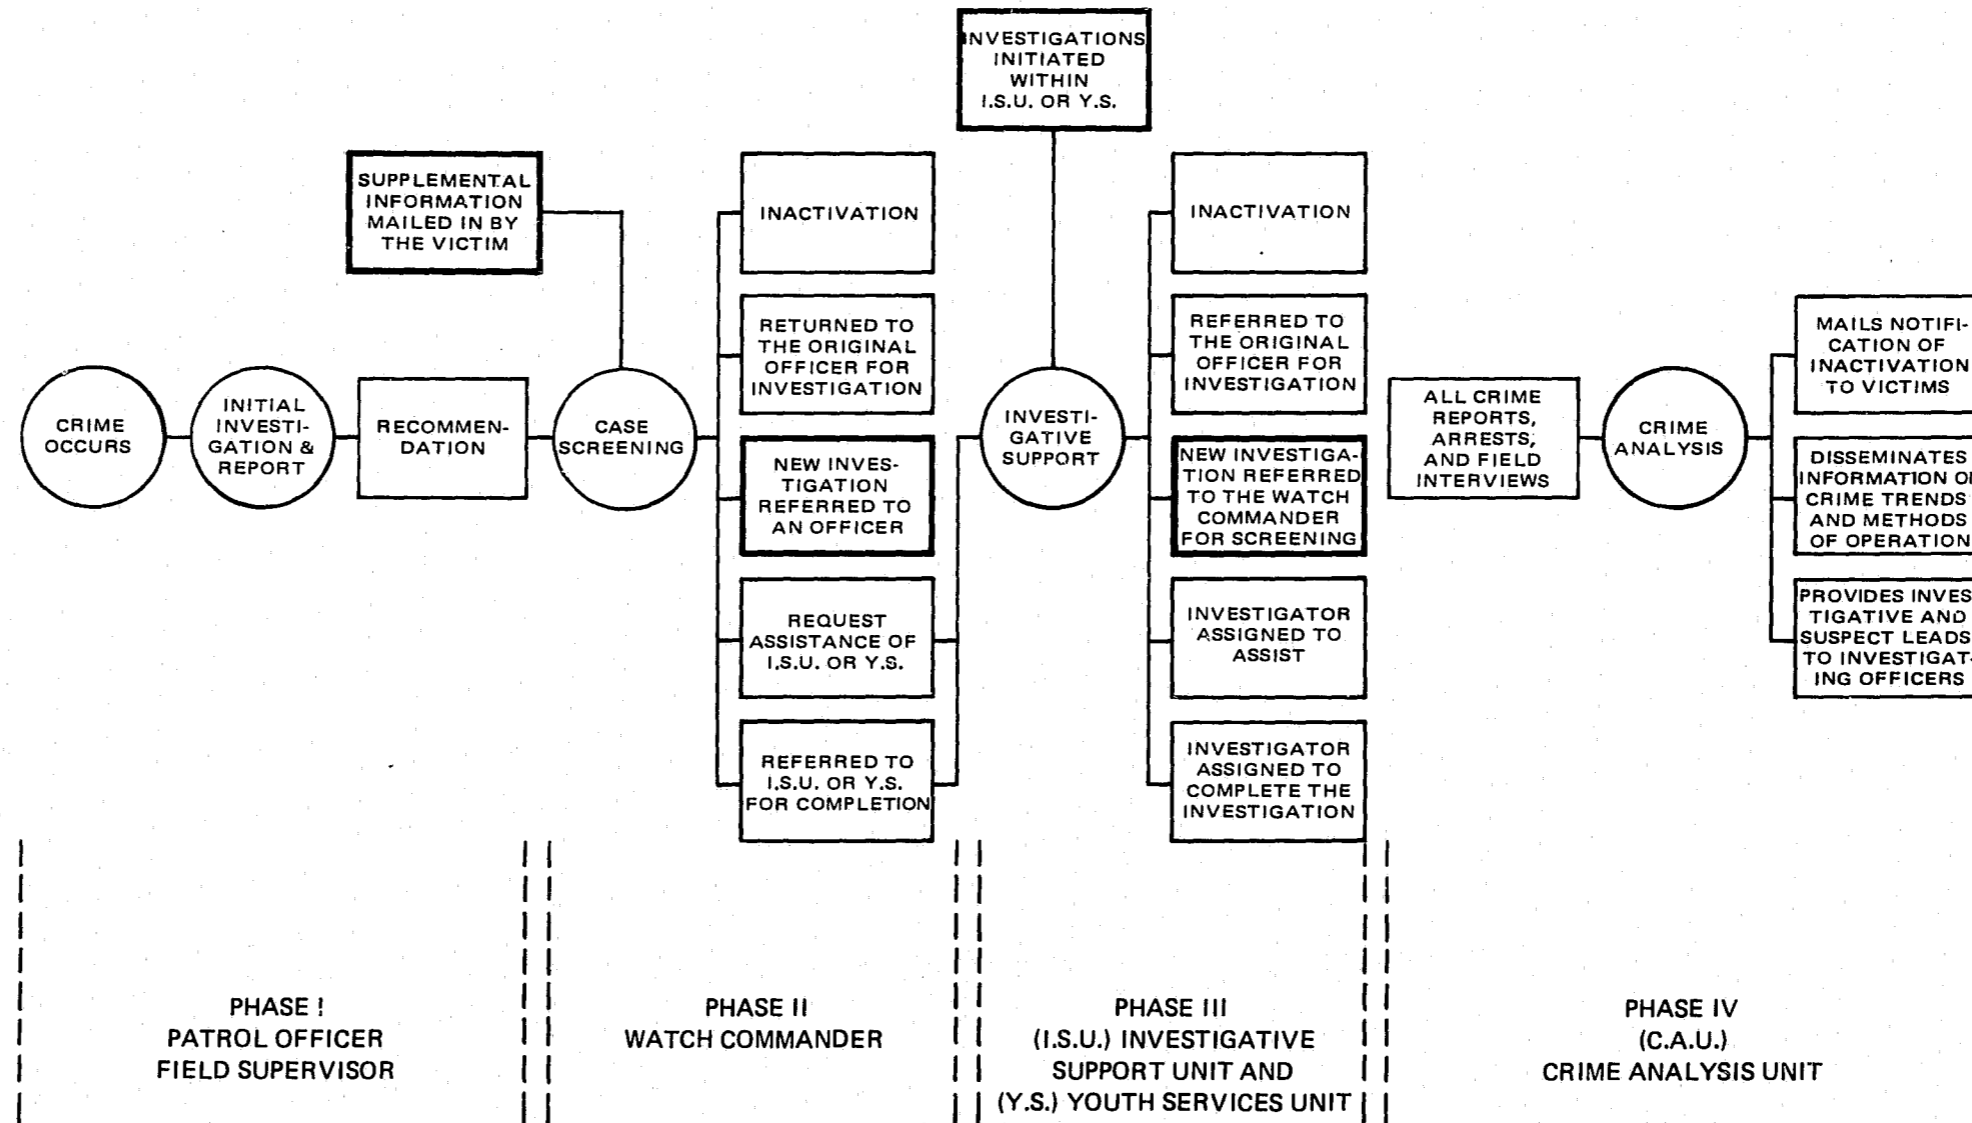 INVESTIGATIONS
INITIATED
WITHIN
I.S.U. OR Y.S.
SUPPLEMENTAL
INFORMATION
MAILED IN BY
THE VICTIM
INACTIVATION
RETURNED TO
THE ORIGINAL
OFFICER FOR
INVESTIGATION
NEW INVES-
TIGATION
REFERRED TO
AN OFFICER
REQUEST
ASSISTANCE OF
I.S.U. OR Y.S.
REFERRED TO
I.S.U. OR Y.S.
FOR COMPLETION
CRIME
OCCURS
INITIAL
INVESTI-
GATION &
REPORT
RECOMMEN-
DATION
CASE
SCREENING
INVESTI-
GATIVE
SUPPORT
INACTIVATION
REFERRED TO
THE ORIGINAL
OFFICER FOR
INVESTIGATION
NEW INVESTIGA-
TION REFERRED
TO THE WATCH
COMMANDER
FOR SCREENING
INVESTIGATOR
ASSIGNED TO
ASSIST
INVESTIGATOR
ASSIGNED TO
COMPLETE THE
INVESTIGATION
ALL CRIME
REPORTS,
ARRESTS,
AND FIELD
INTERVIEWS
CRIME
ANALYSIS
MAILS NOTIFI-
CATION OF
INACTIVATION
TO VICTIMS
DISSEMINATES
INFORMATION
CRIME TRENDS
AND METHODS
OF OPERATION
PROVIDES INVES
TIGATIVE AND
SUSPECT LEADS
TO INVESTIGAT-
ING OFFICERS
PHASE I
PATROL OFFICER
FIELD SUPERVISOR
PHASE II
WATCH COMMANDER
PHASE III
(I.S.U.) INVESTIGATIVE
SUPPORT UNIT AND
(Y.S.) YOUTH SERVICES UNIT
PHASE IV
(C.A.U.)
CRIME ANALYSIS UNIT